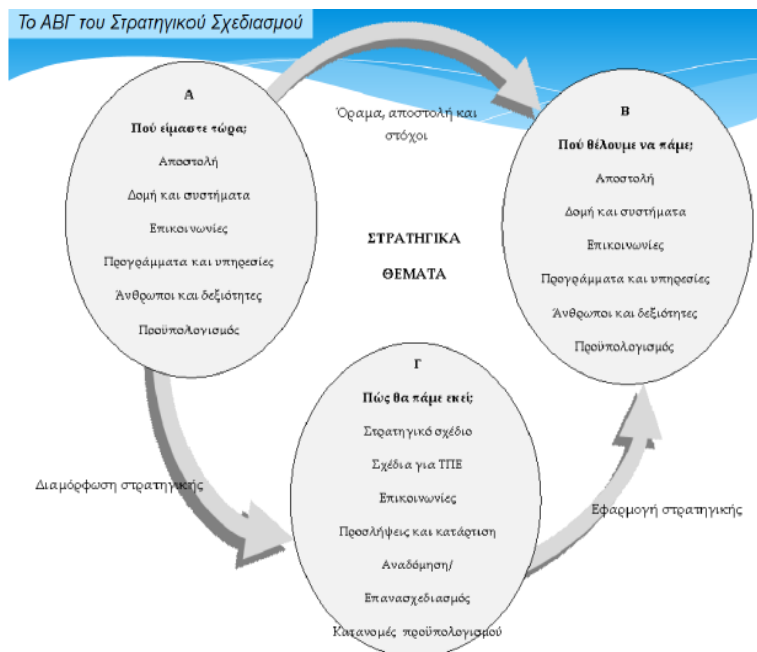 Το ΑΒΓ του Στρατηγικού Σχεδιασμού
Α
Πού είμαστε τώρα;
Αποστολή
Δομή και συστήματα
Επικοινωνίες
Προγράμματα και υπηρεσίες
Άνθρωποι και δεξιότητες
Προϋπολογισμός
Όραμα, αποστολή και
στόχοι
Β
Πού θέλουμε να πάμε;
Αποστολή
Δομή και συστήματα
Επικοινωνίες
Προγράμματα και υπηρεσίες
Άνθρωποι και δεξιότητες
Προϋπολογισμός
ΣΤΡΑΤΗΓΙΚΑ
ΘΕΜΑΤΑ
Γ
Πώς θα πάμε εκεί;
Στρατηγικό σχέδιο
Σχέδια για ΤΠΕ
Επικοινωνίες
Προσλήψεις και κατάρτιση
Αναδόμηση/
Επανασχεδιασμός
Κατανομές προϋπολογισμού
Διαμόρφωση στρατηγικής
Εφαρμογή στρατηγικής